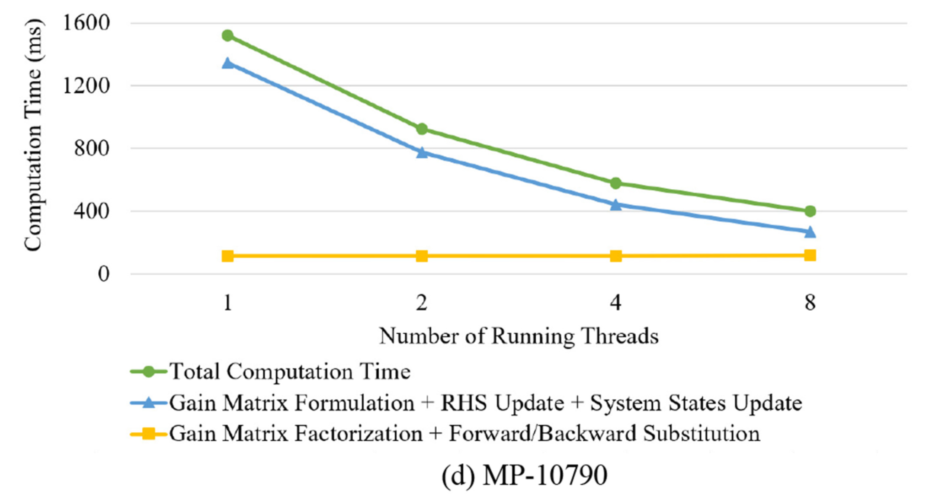 1600
1200
800
400
0
Computation Time (ms)
1 2 4 8
Number of Running Threads
Total Computation Time
Gain Matrix Formulation + RHS Update + System States Update
Gain Matrix Factorization + Forward/Backward Substitution
(d) MP-10790